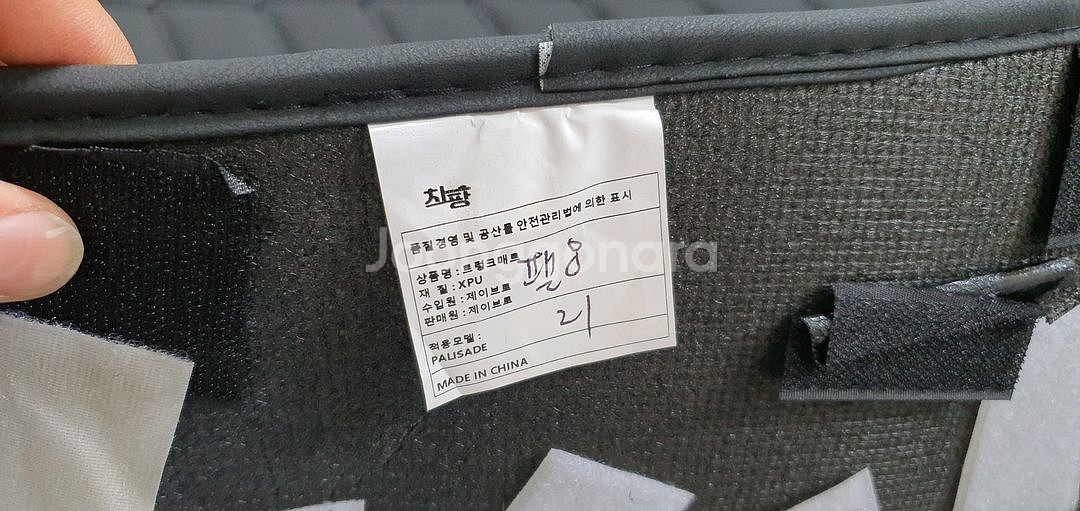 차팡
품질경영 및 공산품 안전관리법에 의한 표시
상품명 : 트렁크매트
재 질 : XPU
수입원 : 제이브로
판매원 : 제이브로
팰8
21
적용모델 :
PALISADE
MADE IN CHINA
Joonggonara